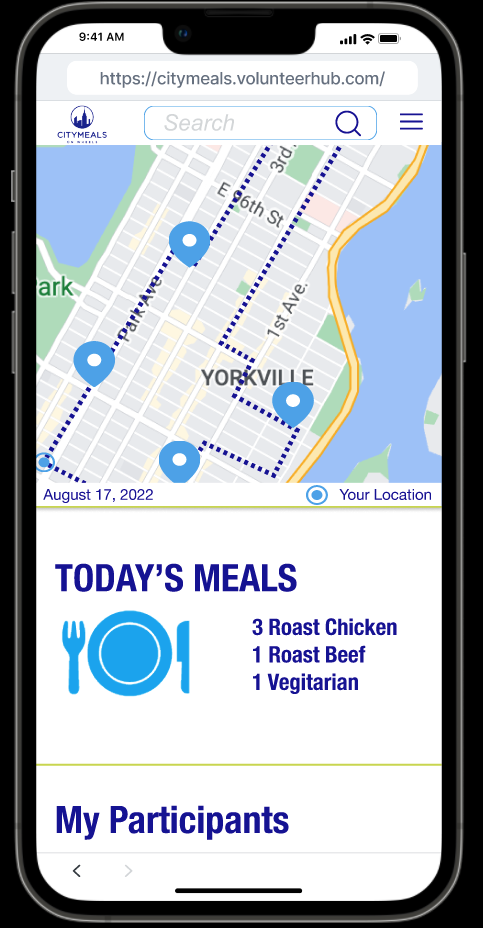 9:41 AM
https://citymeals.volunteerhub.com/
CITYMEALS
ON WHEELS
Search
3rd
E 96th St
ark
Park Ave
1st Ave.
YORKVILLE
August 17, 2022
Your Location
TODAY'S MEALS
3 Roast Chicken
1 Roast Beef
1 Vegitarian
My Participants